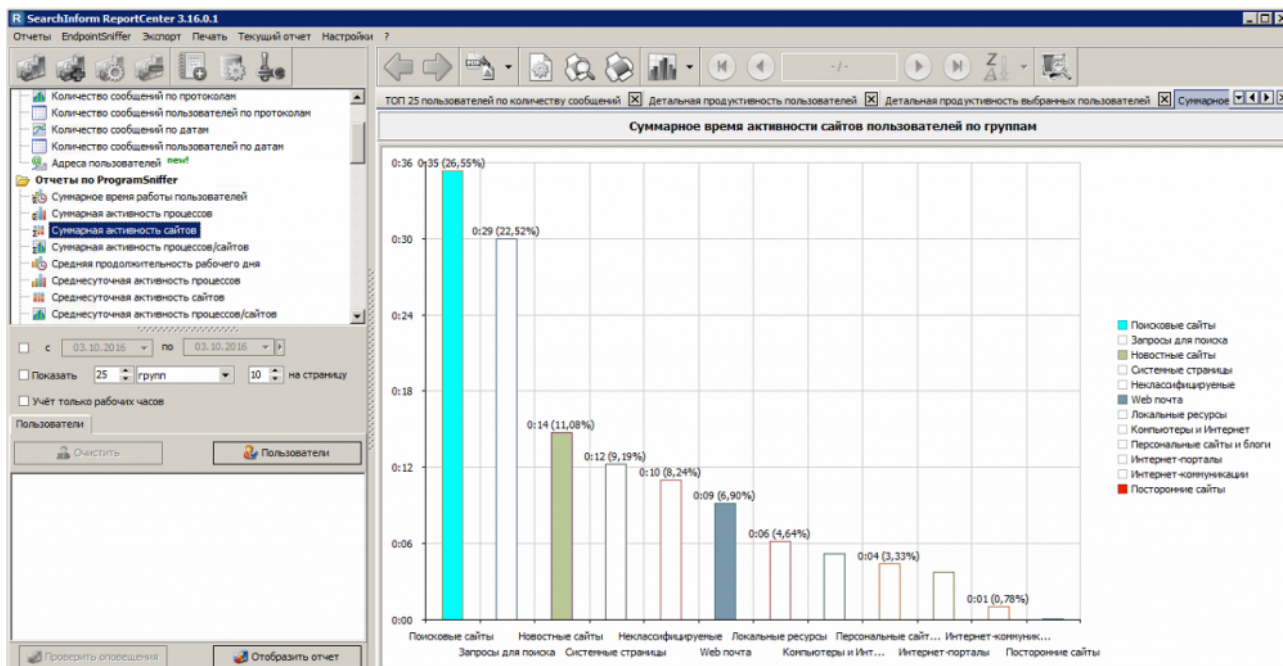 SearchInform ReportCenter 3.16.0.1
Отчеты EndpointSniffer Экспорт Печать Текущий отчет Настройки ?
-/-
Количество сообщений по протоколам
Количество сообщений пользователей по протоколам
Количество сообщений по датам
Количество сообщений пользователей по датам
Адреса пользователей new!
Отчеты по ProgramSniffer
Суммарное время работы пользователей
Суммарная активность процессов
Суммарная активность сайтов
Суммарная активность процессов/сайтов
Средняя продолжительность рабочего дня
Среднесуточная активность процессов
Среднесуточная активность сайтов
Среднесуточная активность процессов/сайтов
с 03.10.2016 по 03.10.2016
Показать 25 групп 10 на страницу
Учёт только рабочих часов
Пользователи
Очистить Пользователи
Проверить оповещения Отобразить отчет
ТОП 25 пользователей по количеству сообщений Детальная продуктивность пользователей Детальная продуктивность выбранных пользователей Суммарное
Суммарное время активности сайтов пользователей по группам
0:36 0:35 (26,55%)
0:30 0:29 (22,52%)
0:24
0:18
0:14 (11,08%)
0:12 0:12 (9,19%)
0:10 (8,24%)
0:09 (6,90%)
0:06 0:06 (4,64%)
0:04 (3,33%)
0:01 (0,78%)
0:00
Поисковые сайты Новостные сайты Неклассифицируемые Локальные ресурсы Персональные сайт... Интернет-коммуник...
Запросы для поиска Системные страницы Web почта Компьютеры и Инт... Интернет-порталы Посторонние сайты
Поисковые сайты
Запросы для поиска
Новостные сайты
Системные страницы
Неклассифицируемые
Web почта
Локальные ресурсы
Компьютеры и Интернет
Персональные сайты и блоги
Интернет-порталы
Интернет-коммуникации
Посторонние сайты